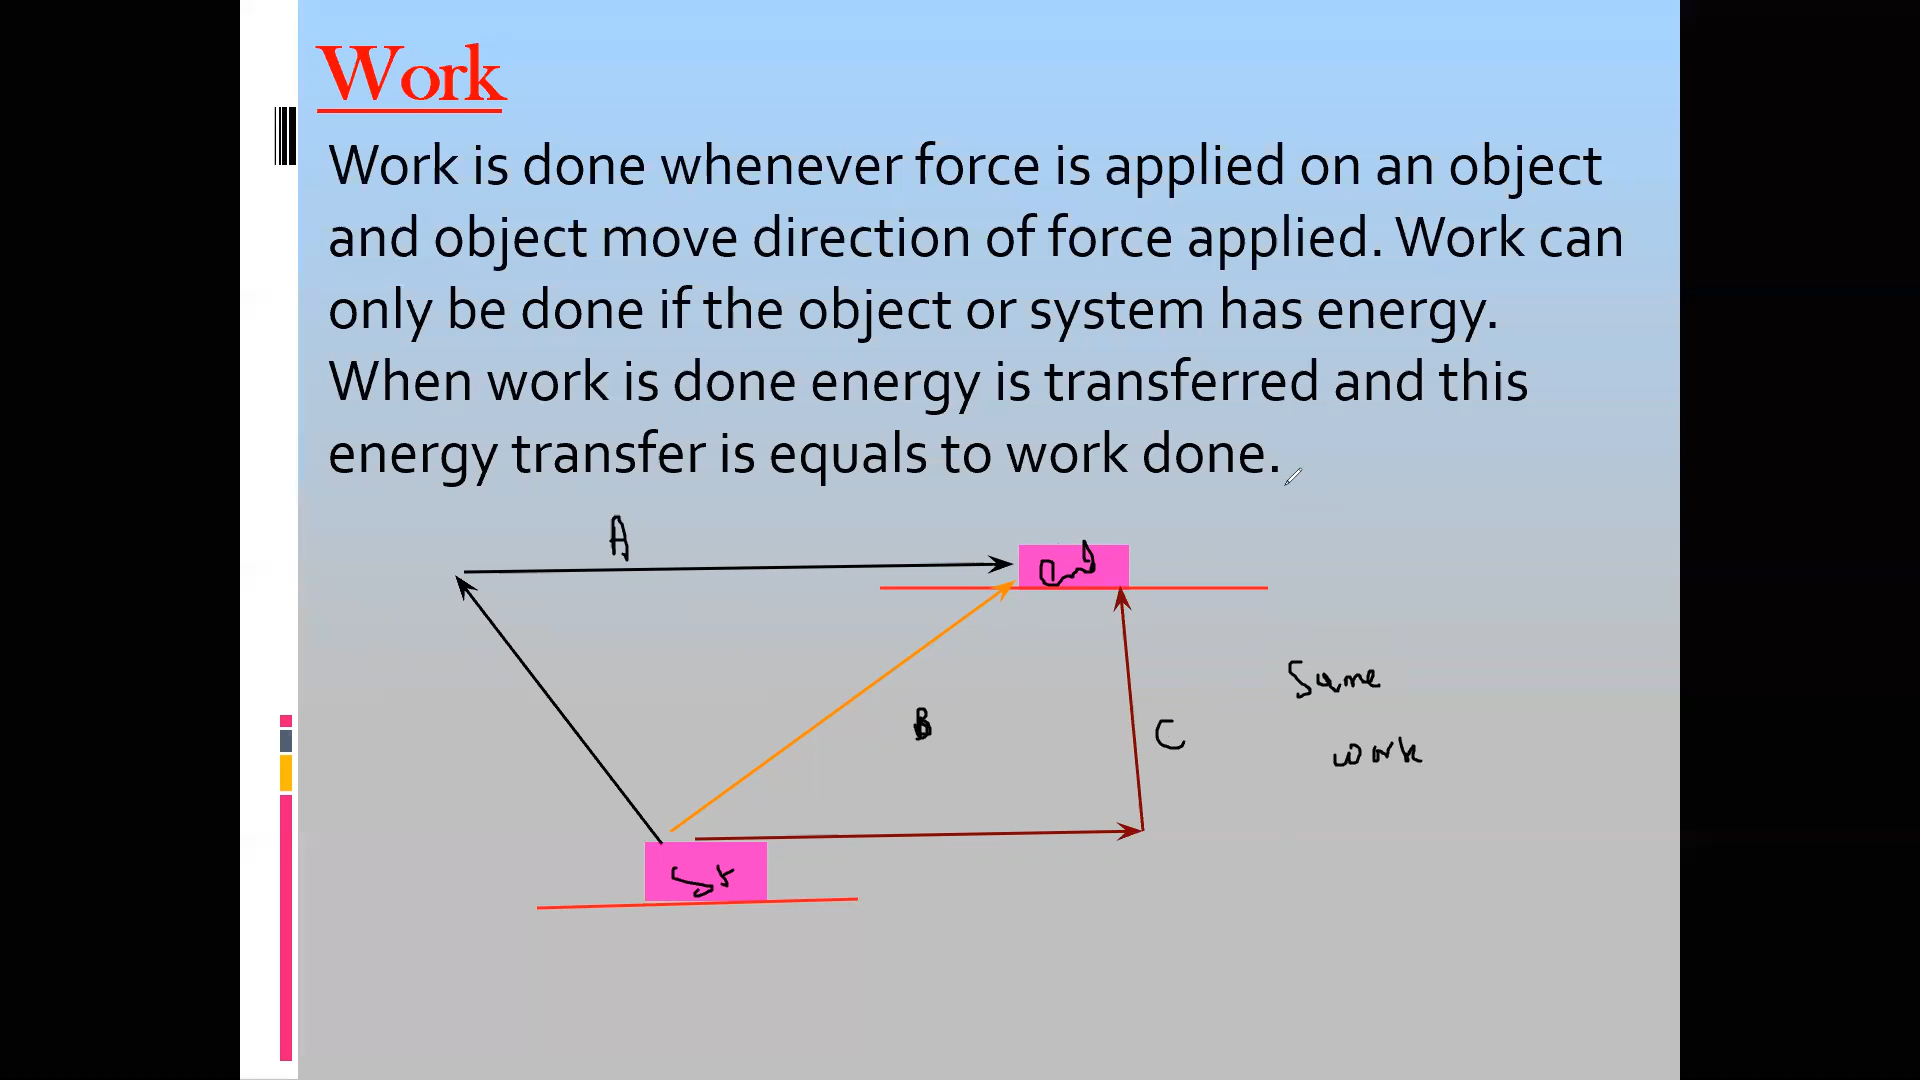 Work
Work is done whenever force is applied on an object
and object move direction of force applied. Work can
only be done if the object or system has energy.
When work is done energy is transferred and this
energy transfer is equals to work done.
A
End
B
C
Same
work
St